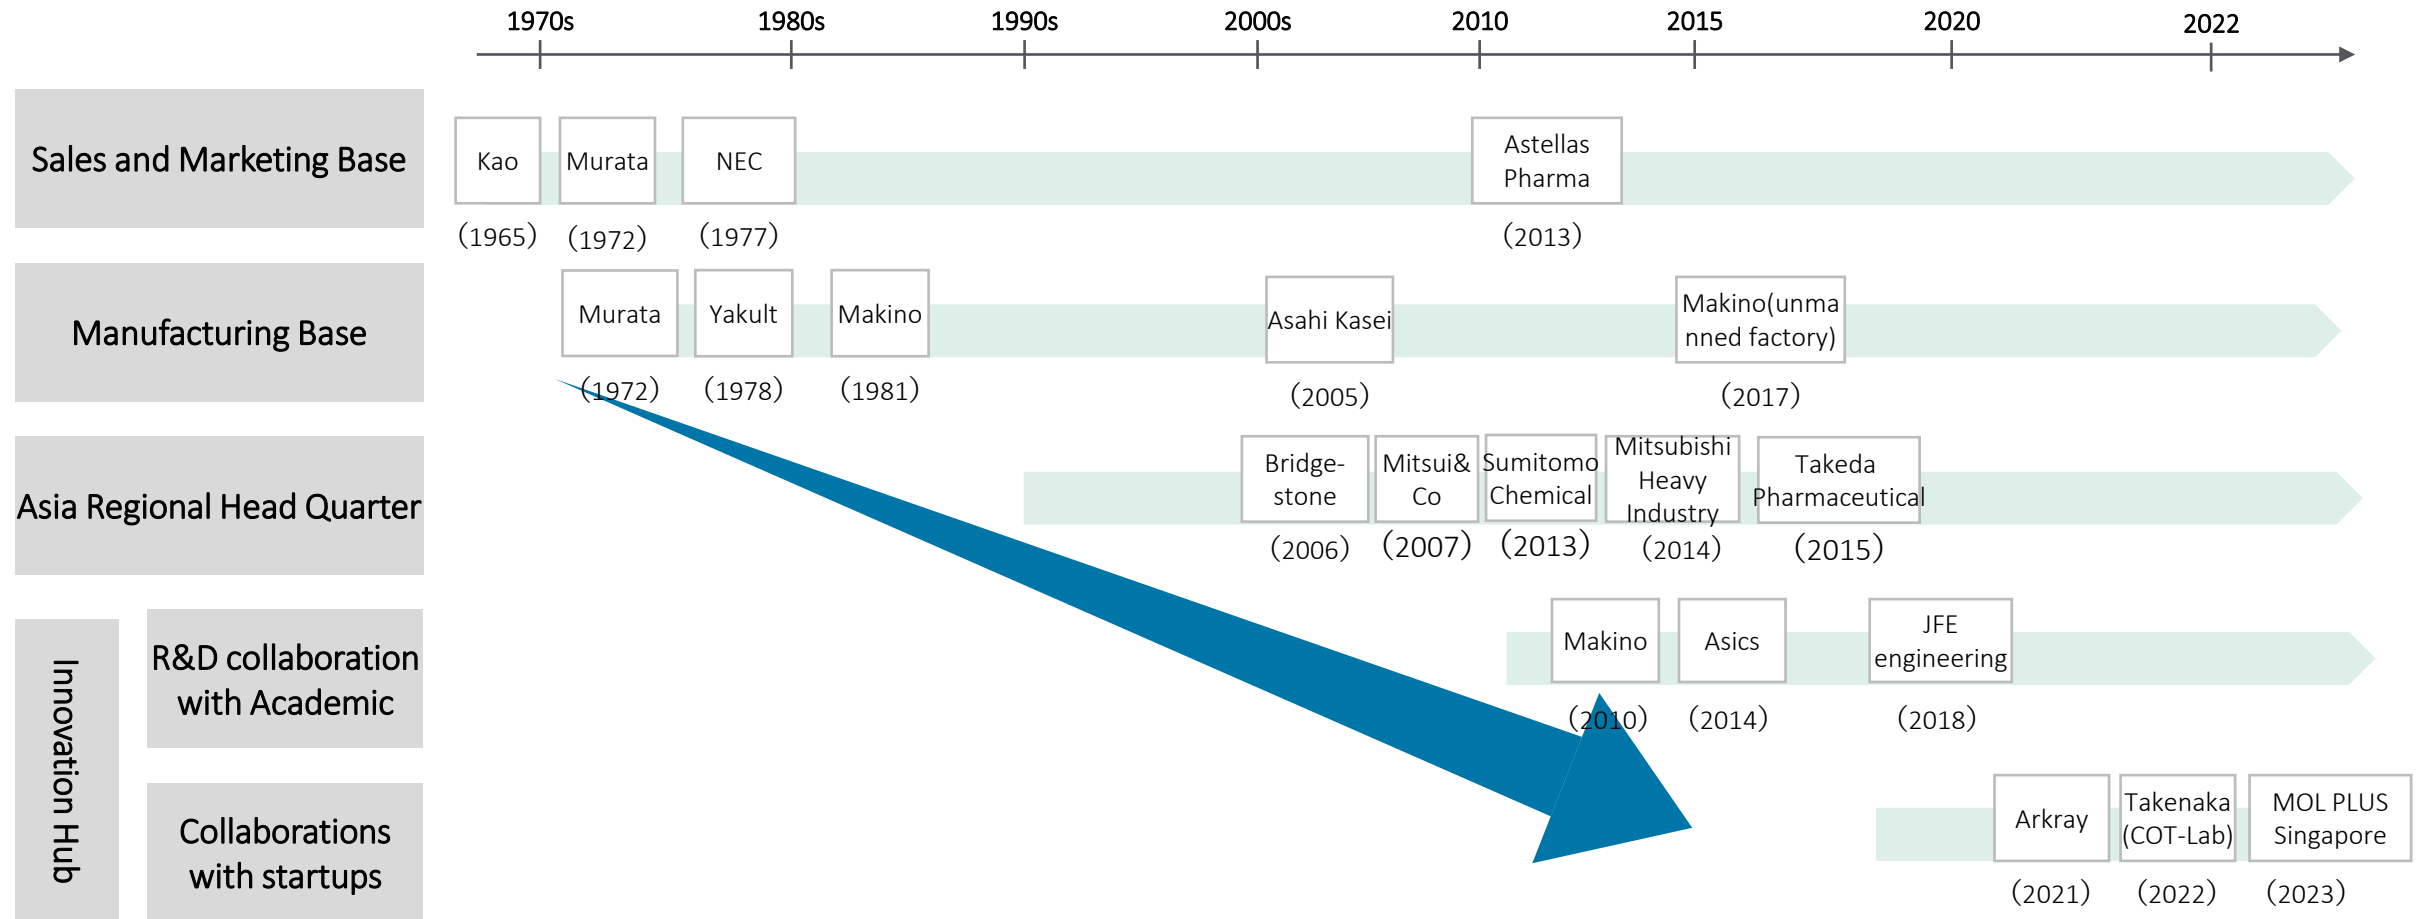 1970s 1980s 1990s 2000s 2010 2015 2020 2022
Sales and Marketing Base
Kao
Murata
NEC
Astellas
Pharma
(1965)
(1972)
(1977)
(2013)
Manufacturing Base
Murata
Yakult
Makino
Asahi Kasei
Makino(unma
nned factory)
(1972)
(1978)
(1981)
(2005)
(2017)
Asia Regional Head Quarter
Bridge-
stone
Mitsui&
Co
Sumitomo
Chemical
Mitsubishi
Heavy
Industry
Takeda
Pharmaceutical
(2006)
(2007)
(2013)
(2014)
(2015)
Innovation Hub
R&D collaboration
with Academic
Makino
Asics
JFE
engineering
(2010)
(2014)
(2018)
Collaborations
with startups
Arkray
Takenaka
(COT-Lab)
MOL PLUS
Singapore
(2021)
(2022)
(2023)